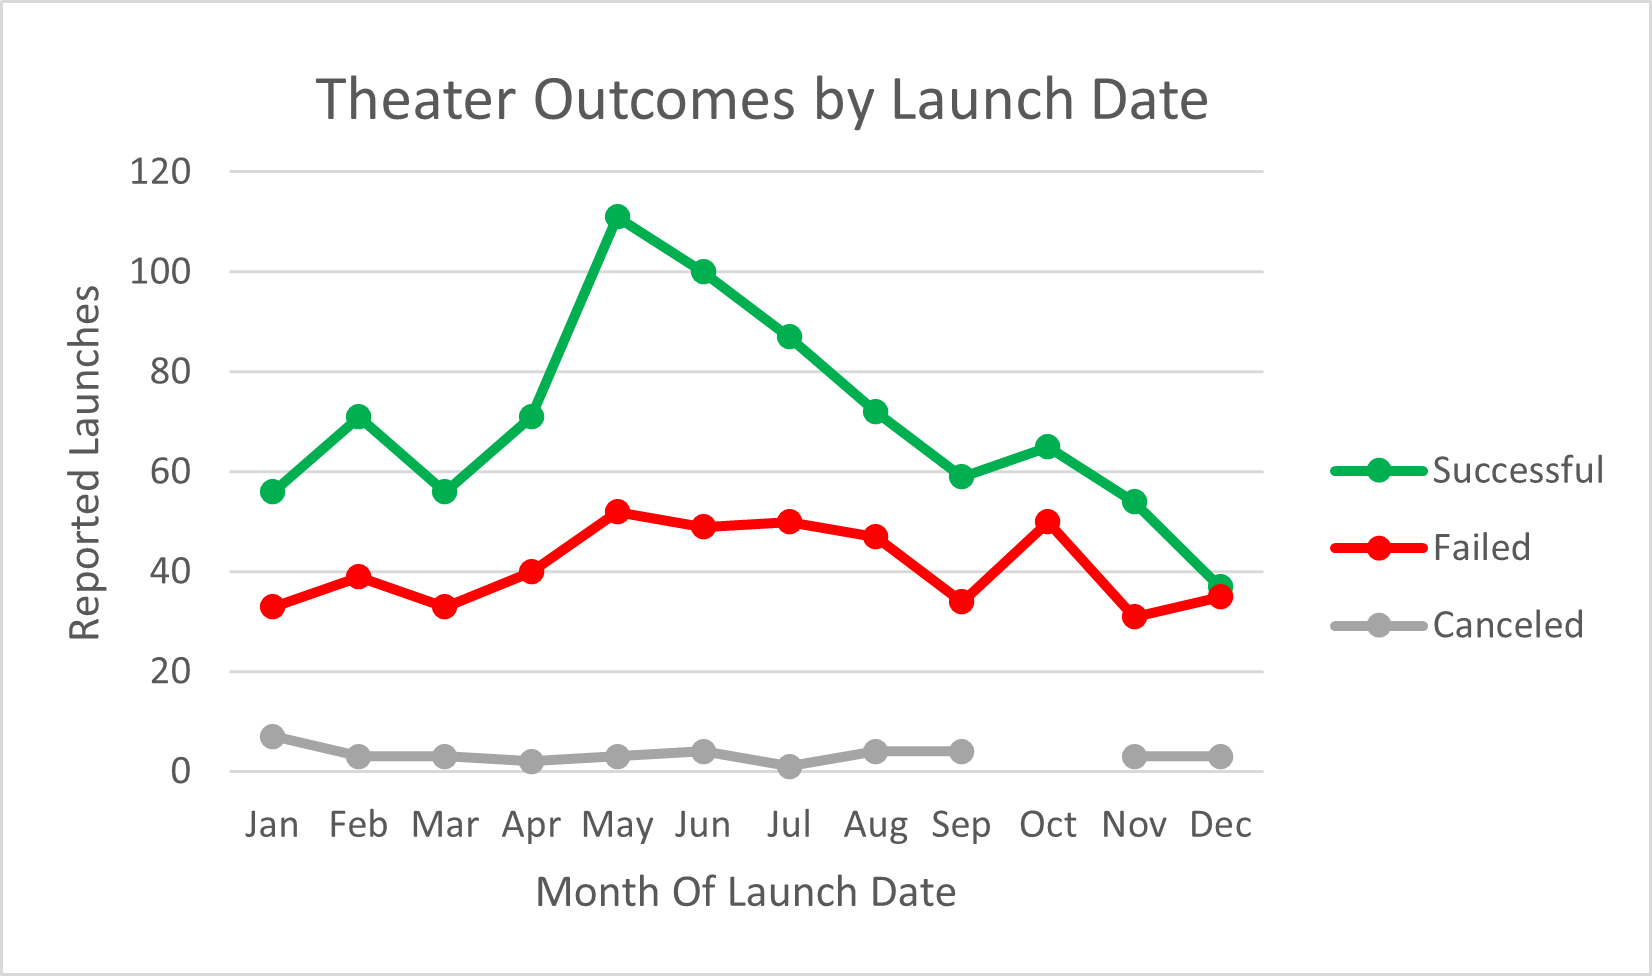 Theater Outcomes by Launch Date
120
100
80
60
40
20
0
Reported Launches
Jan Feb Mar Apr May Jun Jul Aug Sep Oct Nov Dec
Month Of Launch Date
Successful
Failed
Canceled